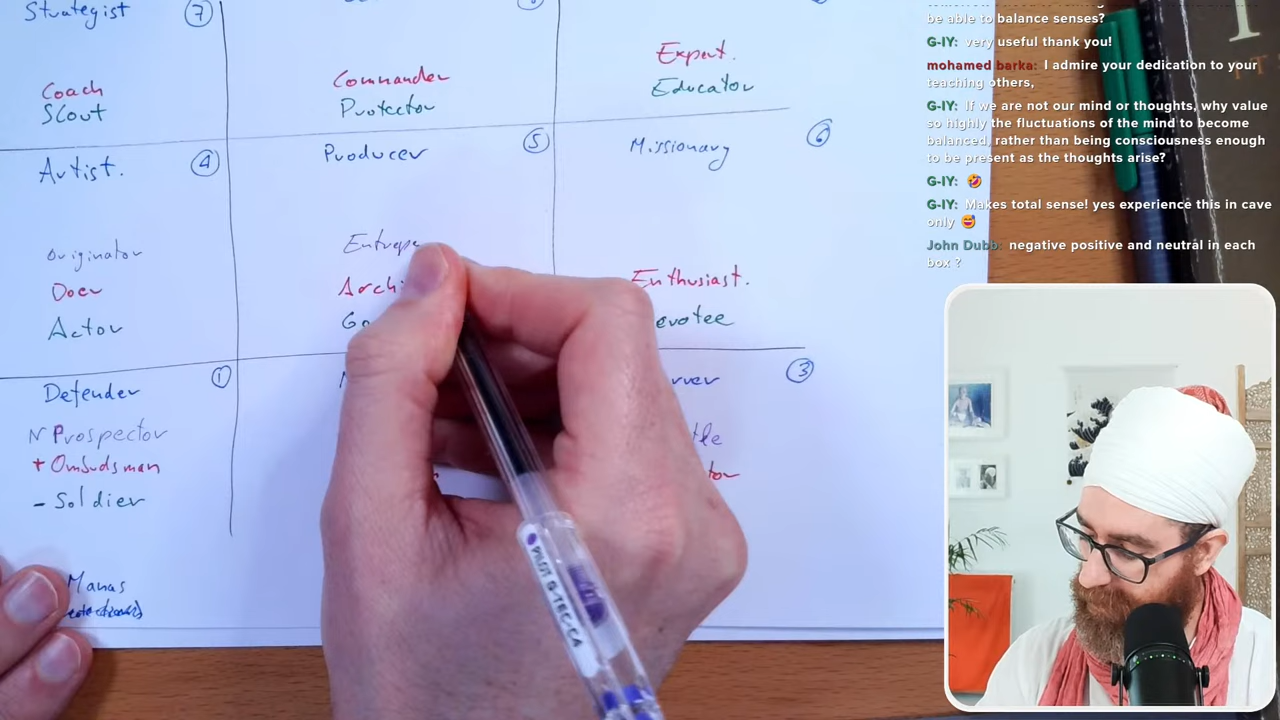 Strategist 7
Coach
Scout
Commander
Protector
Expert.
Educator
Artist. 4
Originator
Doer
Actor
Producer 5
Missionary 6
Enthusiast.
Defender 1
N Prospector
+ Ombudsman
- Soldier
3
Manas
PILOT G-TEC-C4
be able to balance senses?
G-IY: very useful thank you!
mohamed barka: I admire your dedication to your
teaching others,
G-IY: If we are not our mind or thoughts, why value
so highly the fluctuations of the mind to become
balanced, rather than being consciousness enough
to be present as the thoughts arise?
G-IY: 🤣
G-IY: Makes total sense! yes experience this in cave
only 😅
John Dubb: negative positive and neutral in each
box ?